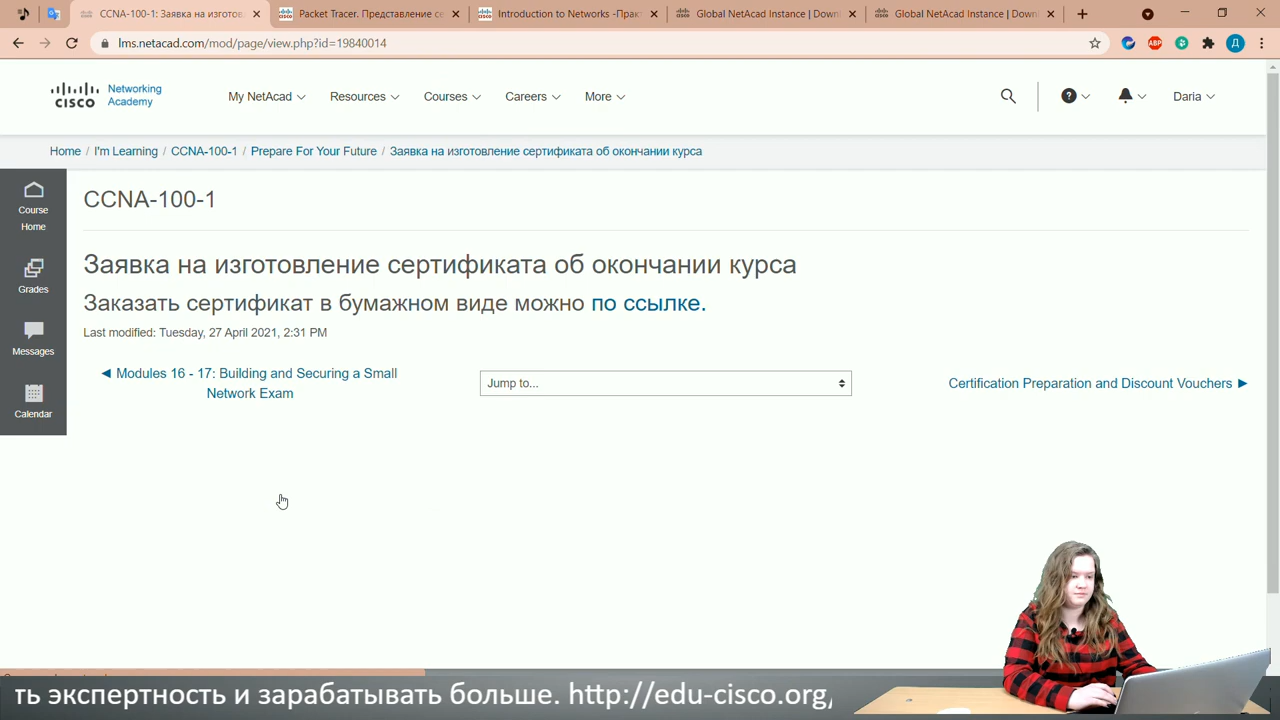 CCNA-100-1: Заявка на изготов
Packet Tracer. Представление се
Introduction to Networks -Прак
Global NetAcad Instance | Down
Global NetAcad Instance | Down
lms.netacad.com/mod/page/view.php?id=19840014
ABP
Д
cisco
Networking
Academy
My NetAcad
Resources
Courses
Careers
More
Daria
Home / I'm Learning / CCNA-100-1 / Prepare For Your Future / Заявка на изготовление сертификата об окончании курса
Course
Home
Grades
Messages
Calendar
CCNA-100-1
Заявка на изготовление сертификата об окончании курса
Заказать сертификат в бумажном виде можно по ссылке.
Last modified: Tuesday, 27 April 2021, 2:31 PM
◄ Modules 16 - 17: Building and Securing a Small
Network Exam
Jump to...
Certification Preparation and Discount Vouchers ►
ть экспертность и зарабатывать больше. http://edu-cisco.org/